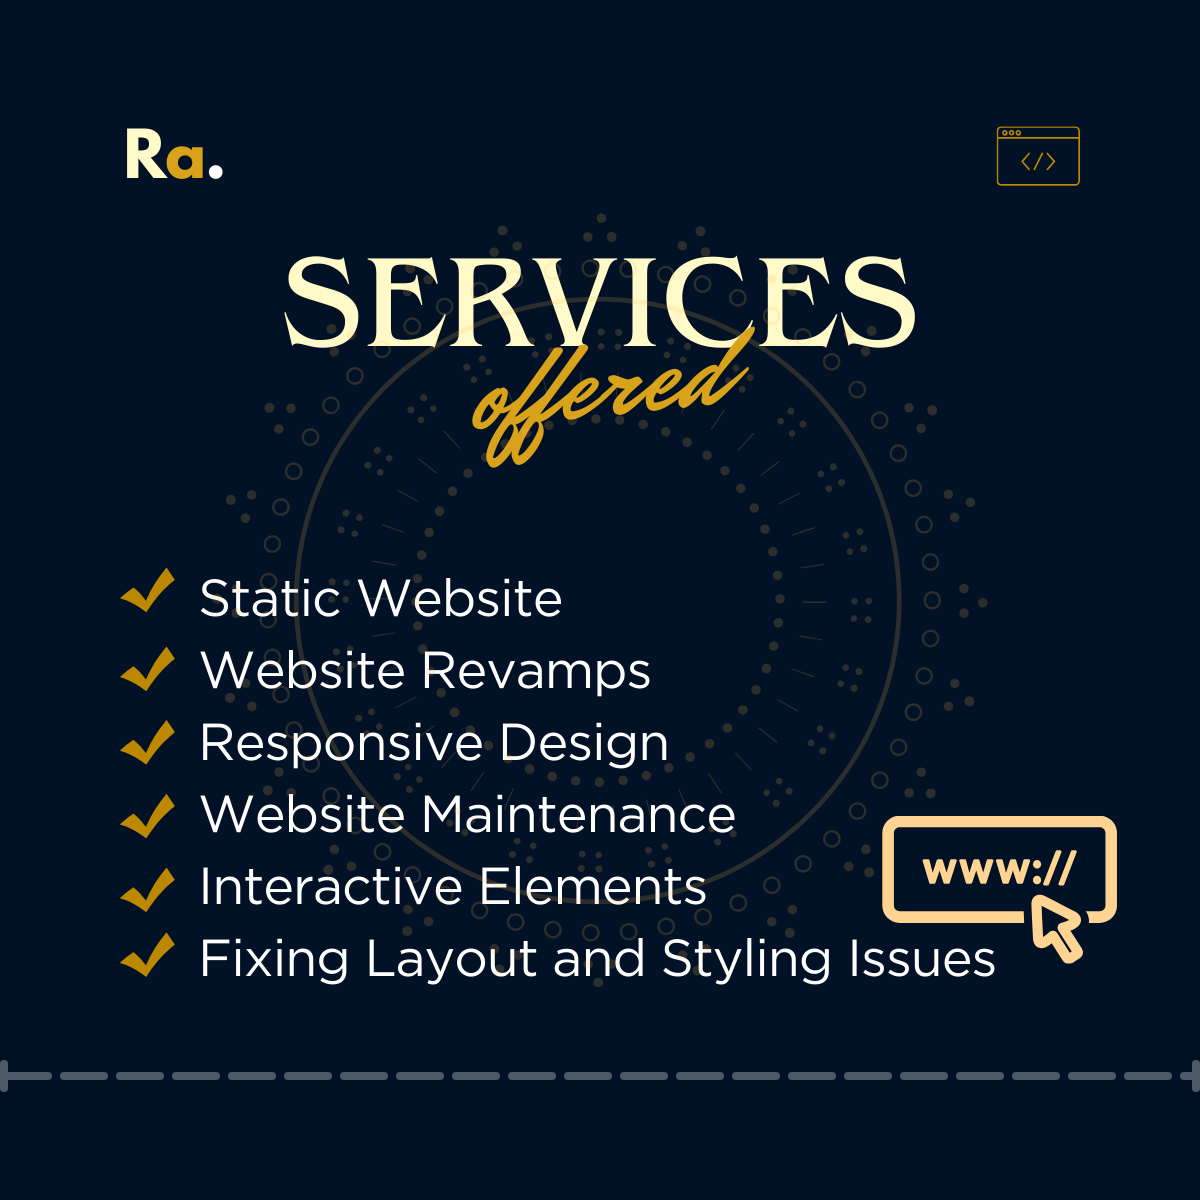 Ra.
</>
SERVICES
offered
Static Website
Website Revamps
Responsive Design
Website Maintenance
Interactive Elements
Fixing Layout and Styling Issues
www://